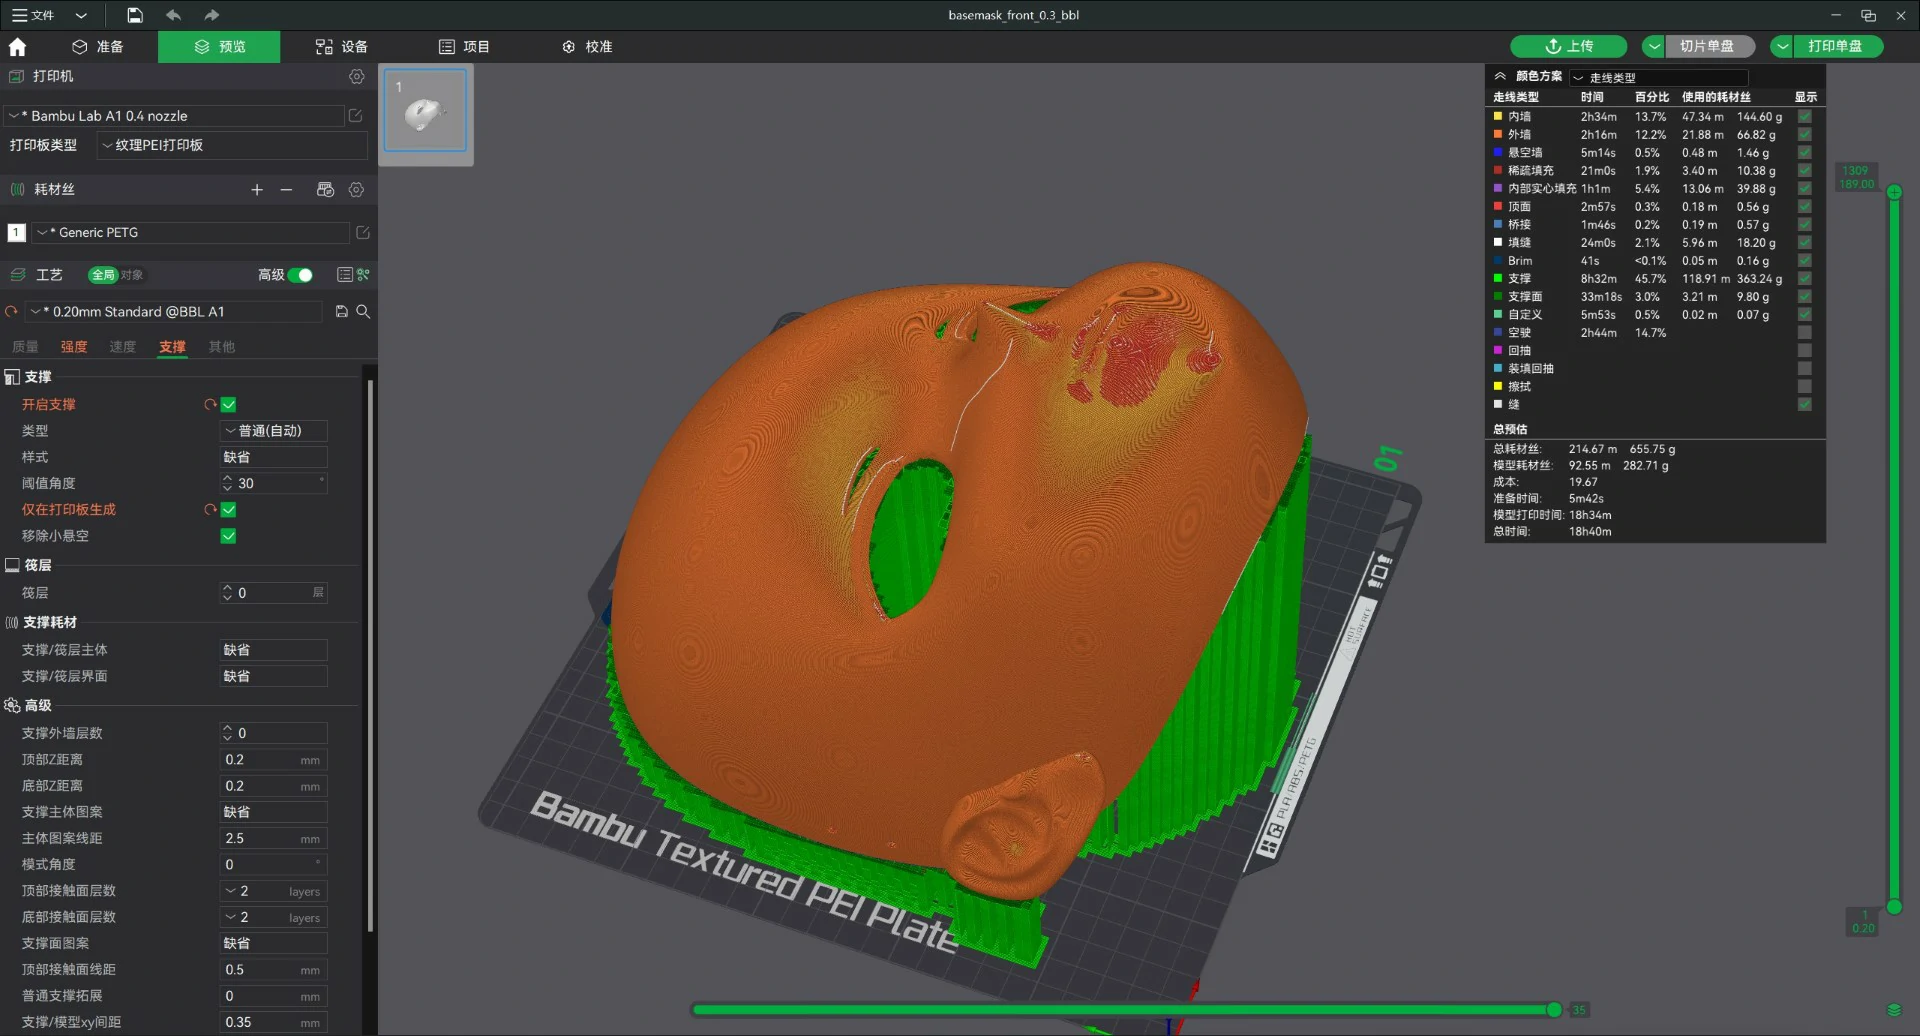 文件
basemask_front_0.3_bbl
准备
预览
设备
项目
校准
上传
切片单盘
打印单盘
打印机
* Bambu Lab A1 0.4 nozzle
打印板类型 纹理PEI打印板
耗材丝
1 * Generic PETG
工艺 全局 对象 高级
* 0.20mm Standard @BBL A1
质量 强度 速度 支撑 其他
支撑
开启支撑
类型 普通(自动)
样式 缺省
阈值角度 30 °
仅在打印板生成
移除小悬空
筏层
筏层 0 层
支撑耗材
支撑/筏层主体 缺省
支撑/筏层界面 缺省
高级
支撑外墙层数 0
顶部Z距离 0.2 mm
底部Z距离 0.2 mm
支撑主体图案 缺省
主体图案线距 2.5 mm
模式角度 0 °
顶部接触面层数 2 layers
底部接触面层数 2 layers
支撑面图案 缺省
顶部接触面线距 0.5 mm
普通支撑拓展 0 mm
支撑/模型xy间距 0.35 mm
1
01
HOT SURFACE
PLA/ABS/PETG
Bambu Textured PEI Plate
颜色方案 走线类型
走线类型 时间 百分比 使用的耗材丝 显示
内墙 2h34m 13.7% 47.34 m 144.60 g
外墙 2h16m 12.2% 21.88 m 66.82 g
悬空墙 5m14s 0.5% 0.48 m 1.46 g
稀疏填充 21m0s 1.9% 3.40 m 10.38 g
内部实心填充 1h1m 5.4% 13.06 m 39.88 g
顶面 2m57s 0.3% 0.18 m 0.56 g
桥接 1m46s 0.2% 0.19 m 0.57 g
填缝 24m0s 2.1% 5.96 m 18.20 g
Brim 41s <0.1% 0.05 m 0.16 g
支撑 8h32m 45.7% 118.91 m 363.24 g
支撑面 33m18s 3.0% 3.21 m 9.80 g
自定义 5m53s 0.5% 0.02 m 0.07 g
空驶 2h44m 14.7%
回抽
装填回抽
擦拭
缝
总预估
总耗材丝: 214.67 m 655.75 g
模型耗材丝: 92.55 m 282.71 g
成本: 19.67
准备时间: 5m42s
模型打印时间: 18h34m
总时间: 18h40m
1309
189.00
1
0.20
35